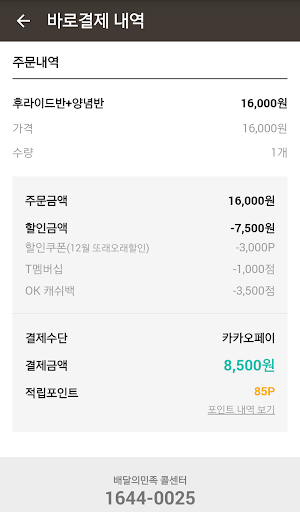 바로결제 내역
주문내역
후라이드반+양념반 16,000원
가격 16,000원
수량 1개
주문금액 16,000원
할인금액 -7,500원
할인쿠폰(12월 또래오래할인) -3,000P
T멤버십 -1,000점
OK 캐쉬백 -3,500점
결제수단 카카오페이
결제금액 8,500원
적립포인트 85P
포인트 내역 보기
배달의민족 콜센터
1644-0025